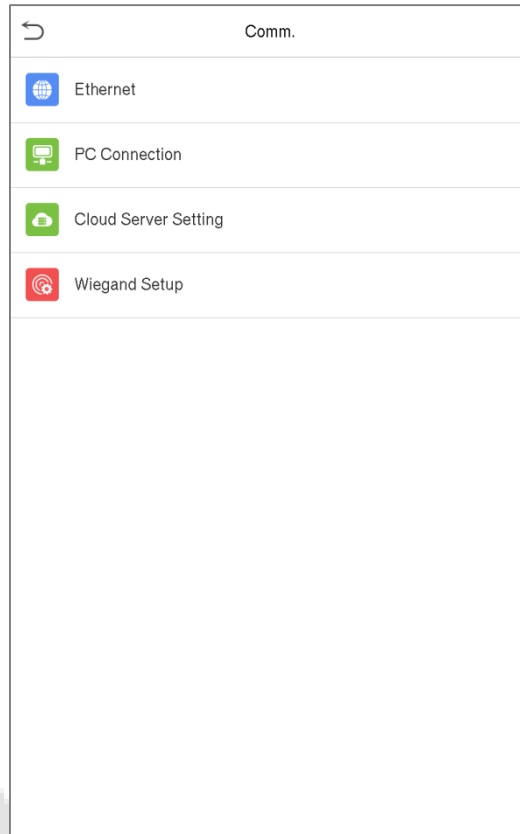 Comm.
Ethernet
PC Connection
Cloud Server Setting
Wiegand Setup